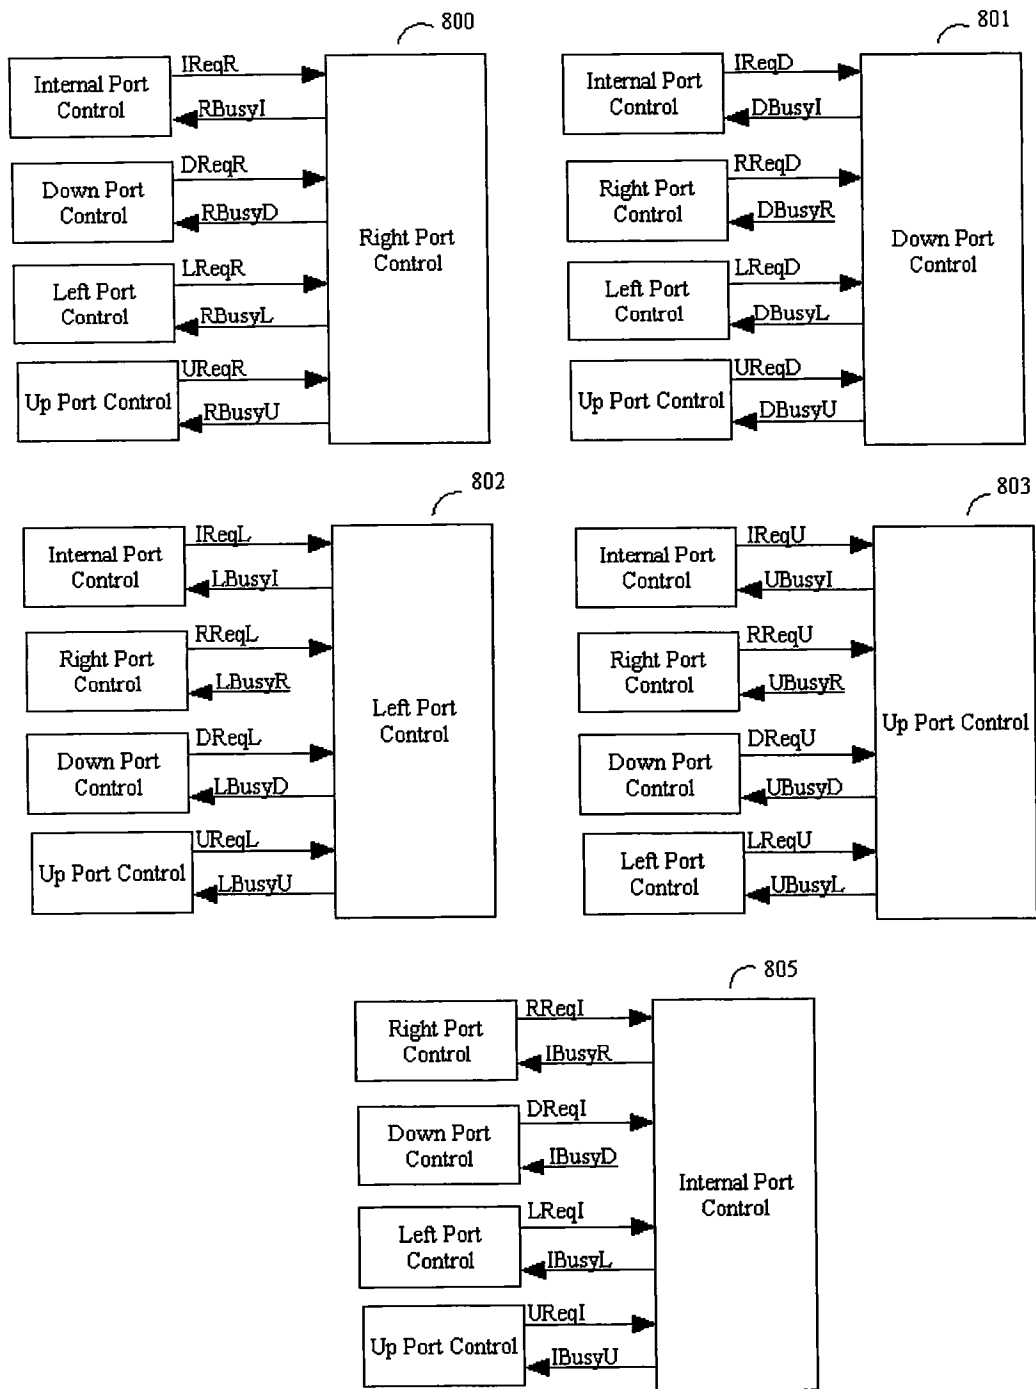 800
Internal Port
Control
IReqR
RBusyI
Down Port
Control
DReqR
RBusyD
Left Port
Control
LReqR
RBusyL
Up Port Control
UReqR
RBusyU
Right Port
Control
801
Internal Port
Control
IReqD
DBusyI
Right Port
Control
RReqD
DBusyR
Left Port
Control
LReqD
DBusyL
Up Port Control
UReqD
DBusyU
Down Port
Control
802
Internal Port
Control
IReqL
LBusyI
Right Port
Control
RReqL
LBusyR
Down Port
Control
DReqL
LBusyD
Up Port Control
UReqL
LBusyU
Left Port
Control
803
Internal Port
Control
IReqU
UBusyI
Right Port
Control
RReqU
UBusyR
Down Port
Control
DReqU
UBusyD
Left Port
Control
LReqU
UBusyL
Up Port Control
805
Right Port
Control
RReqI
IBusyR
Down Port
Control
DReqI
IBusyD
Left Port
Control
LReqI
IBusyL
Up Port Control
UReqI
IBusyU
Internal Port
Control